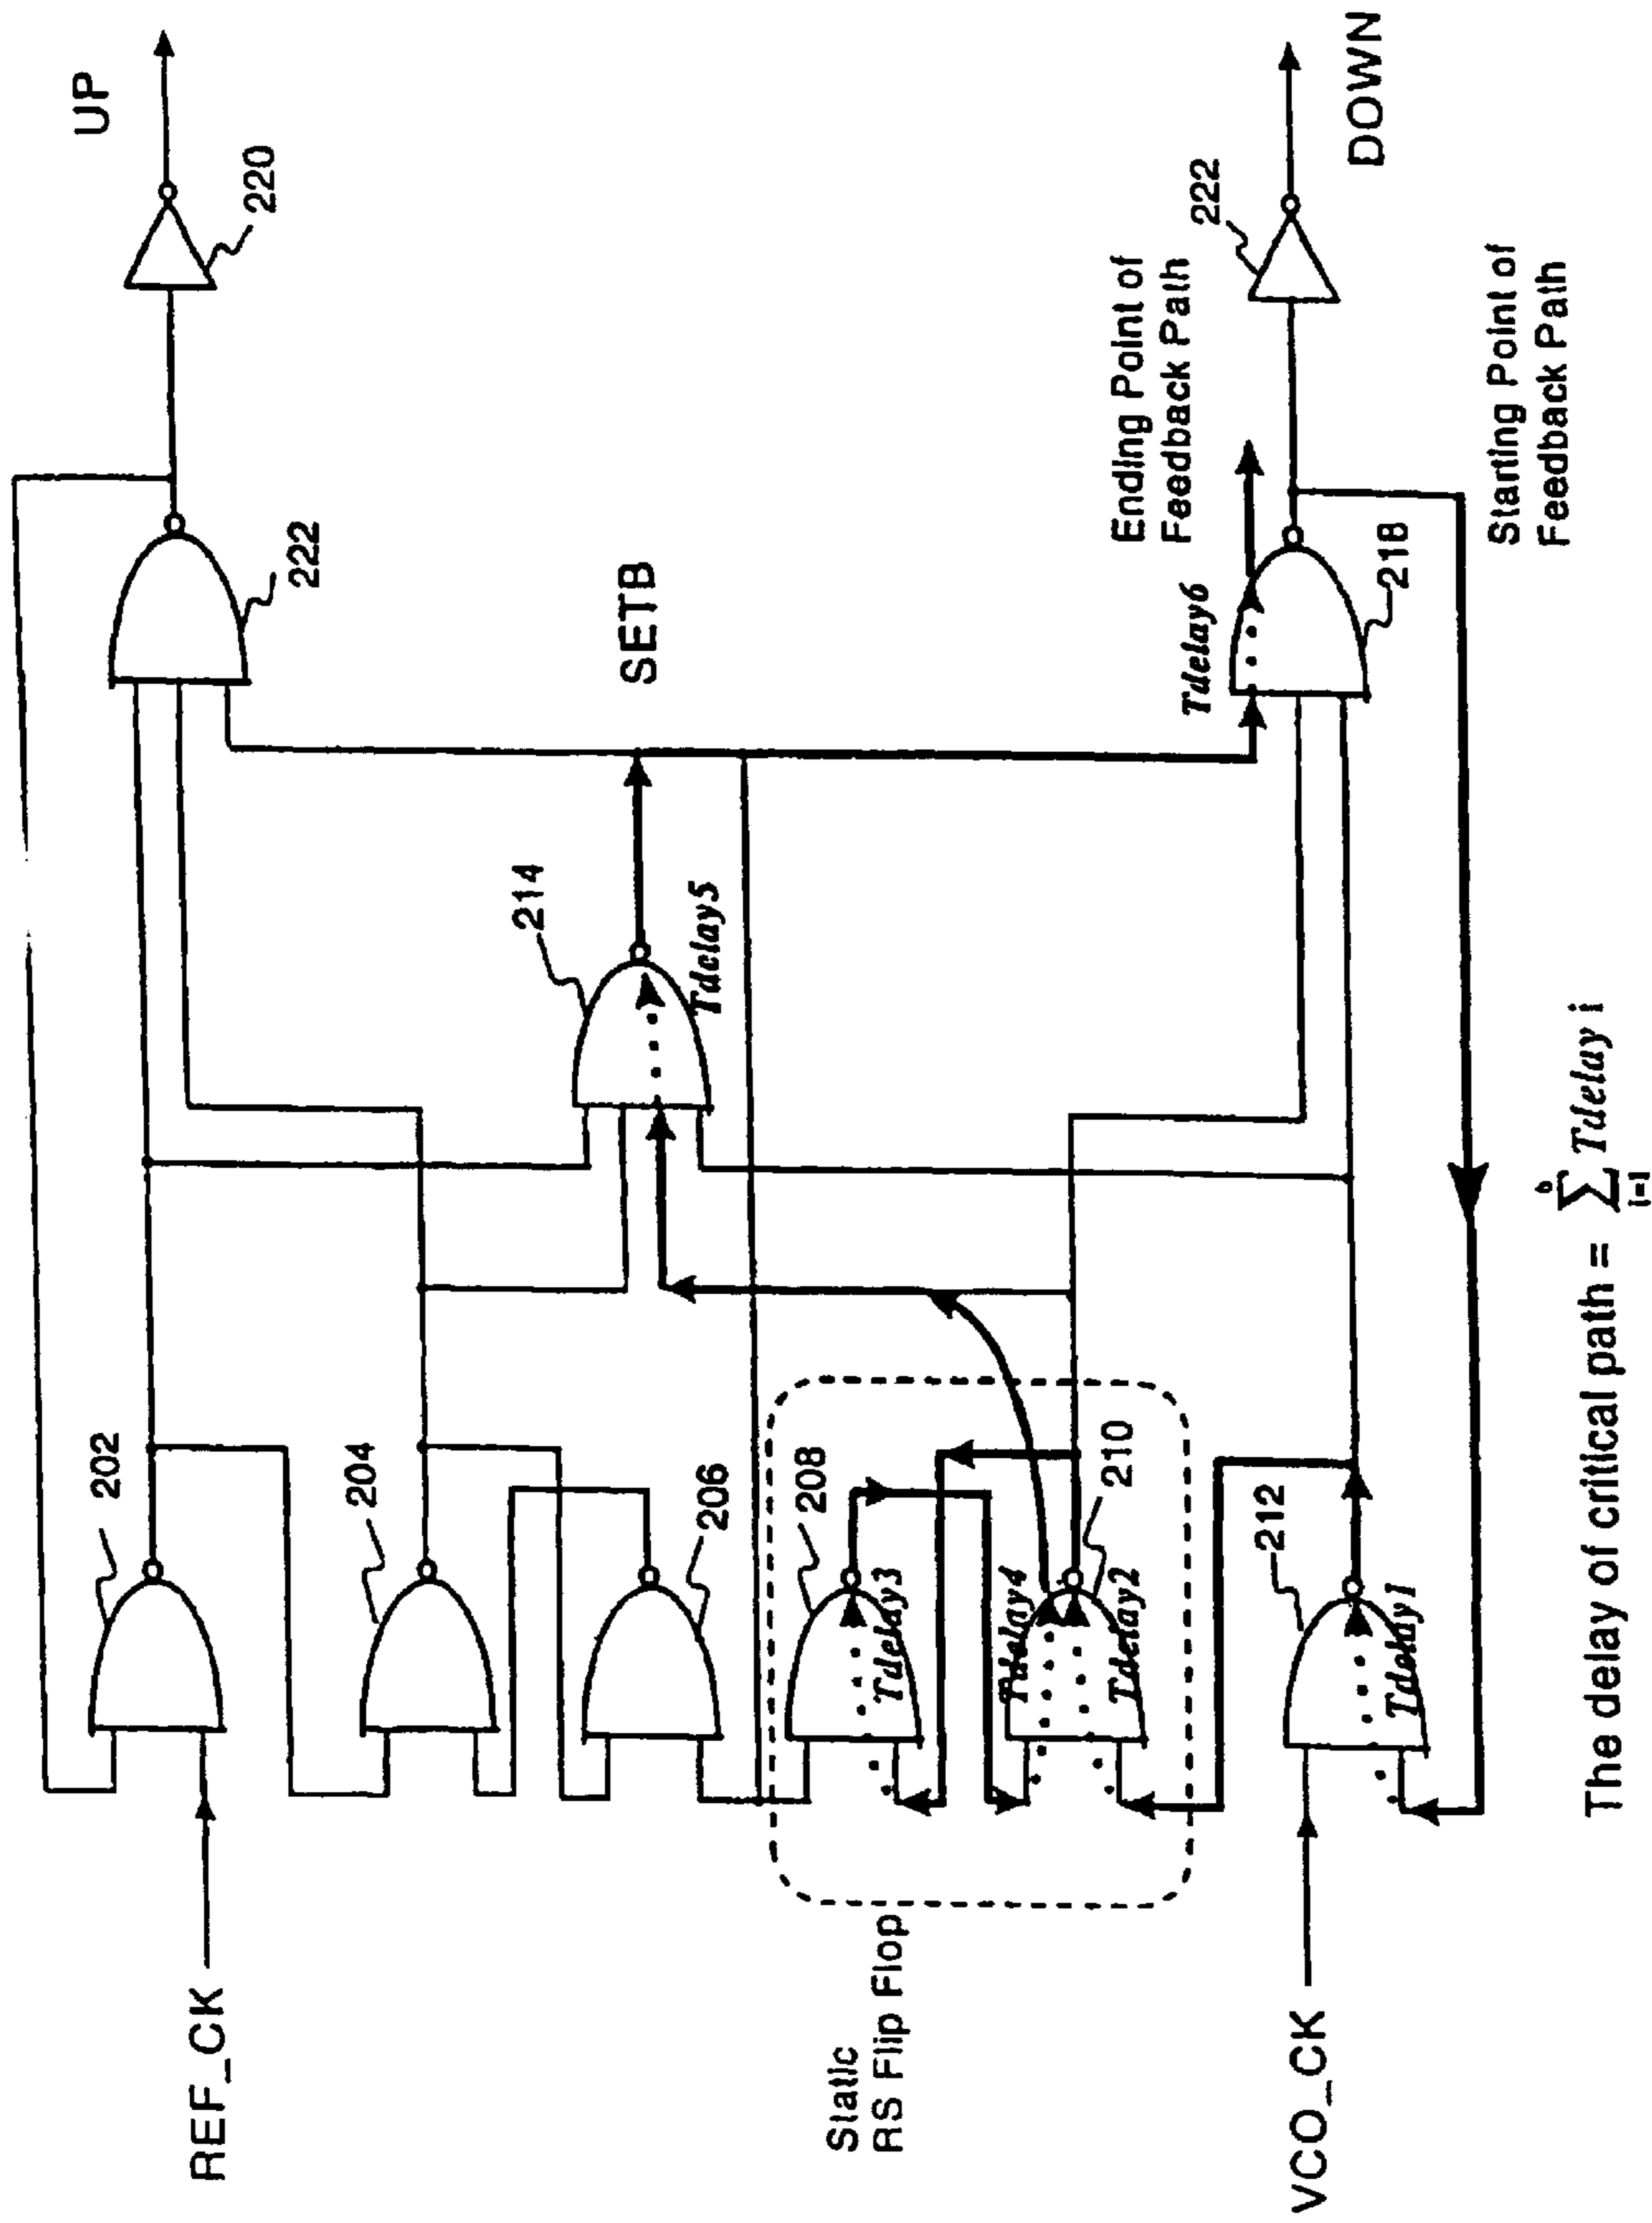 UP
220
222
REF_CK
202
204
206
214
SETB
Tdelay5
Static
RS Flip Flop
208
Tdelay3
Tdelay4
210
Tdelay2
Ending Point of
Feedback Path
Tdelay6
218
222
DOWN
Starting Point of
Feedback Path
VCO_CK
212
Tdelay1
The delay of critical path = 6 ∑ i=1 Tdelay i